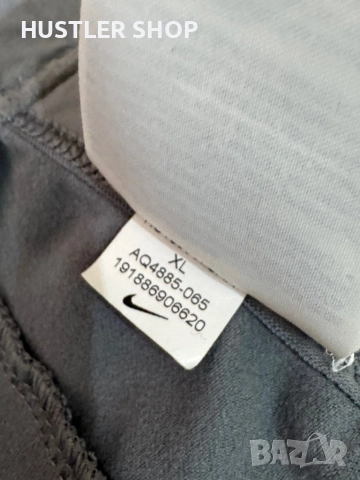 HUSTLER SHOP
XL
AQ4885-065
191886906620
BAZAR